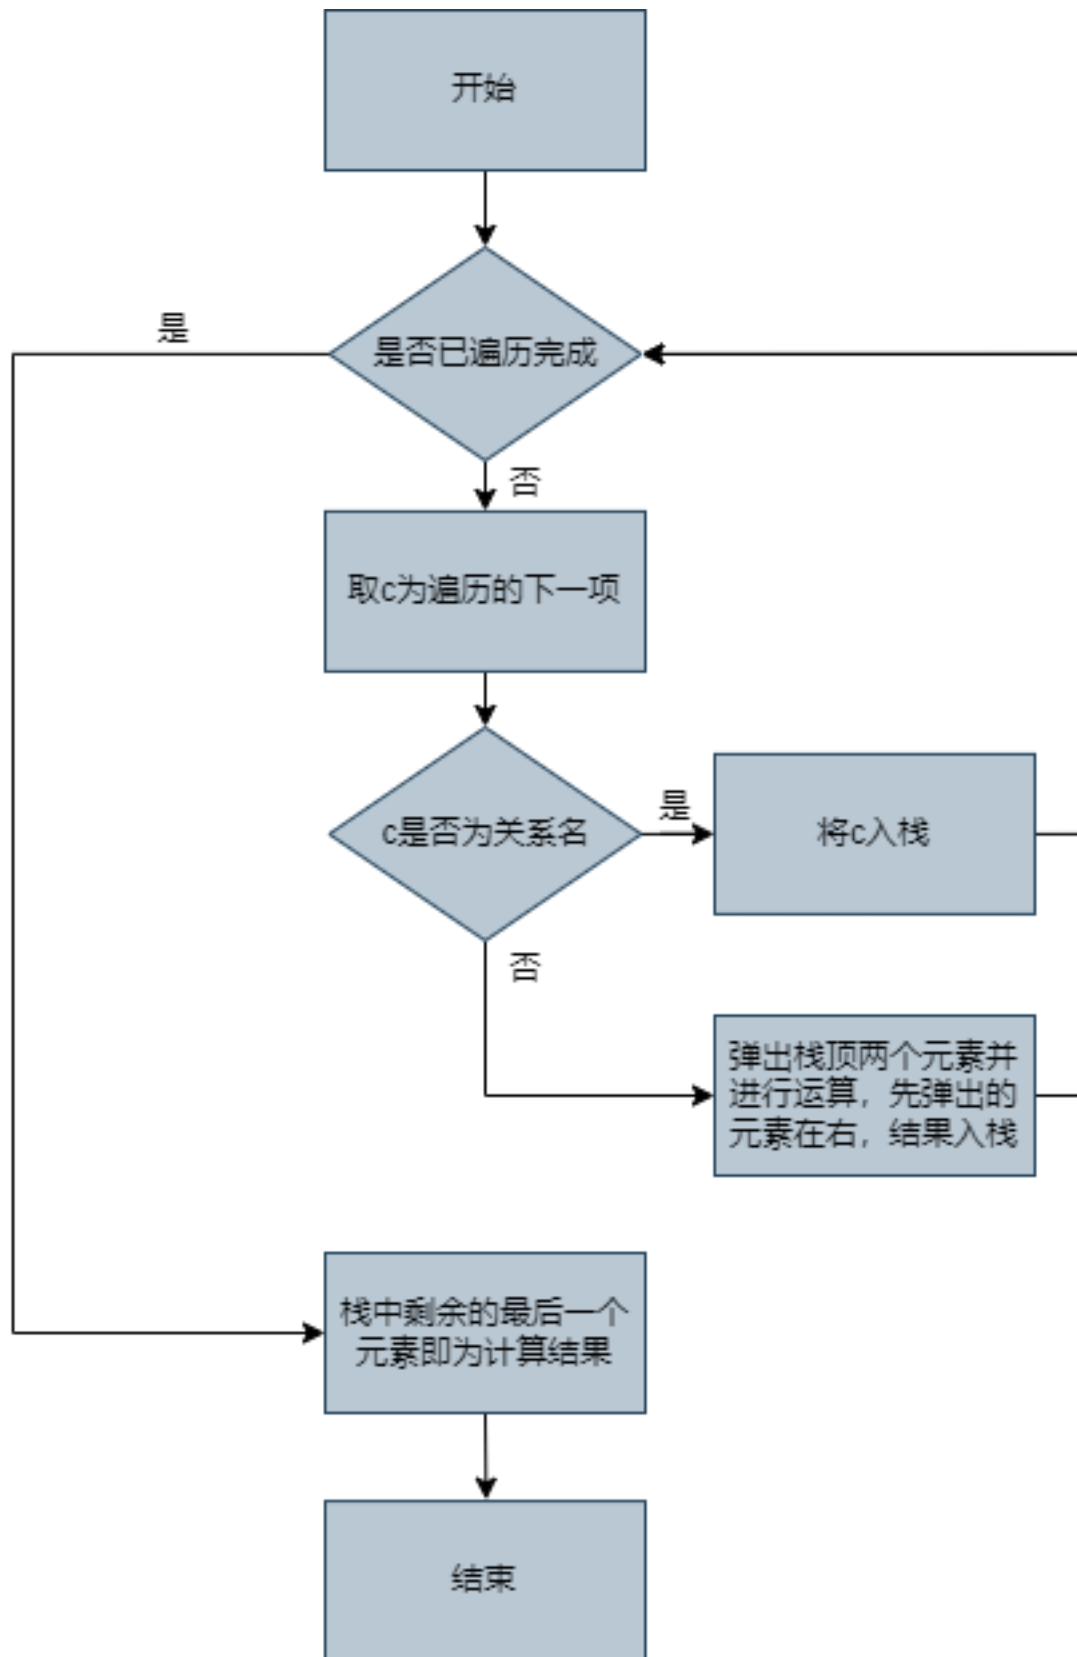 开始
是
是否已遍历完成
否
取c为遍历的下一项
c是否为关系名
是
将c入栈
否
弹出栈顶两个元素并
进行运算，先弹出的
元素在右，结果入栈
栈中剩余的最后一个
元素即为计算结果
结束